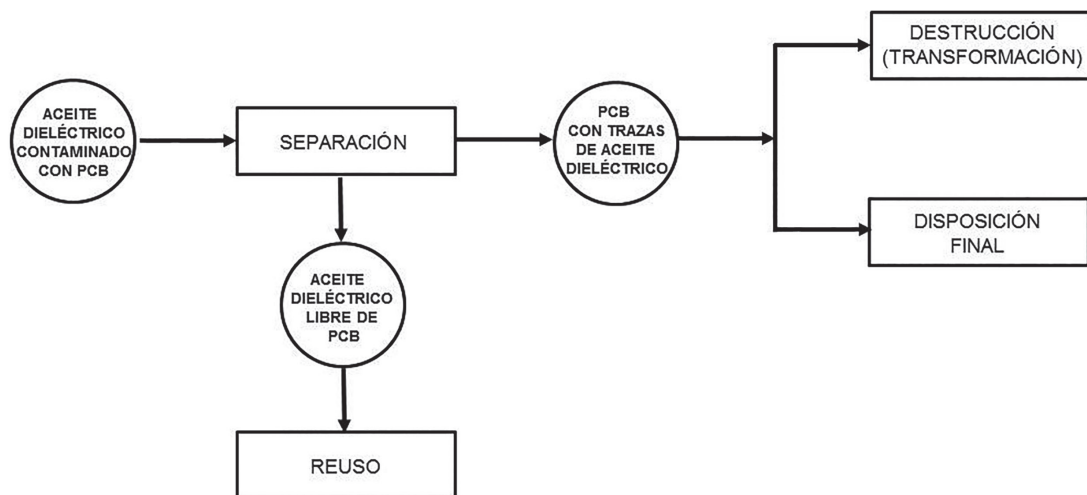 ACEITE
DIELÉCTRICO
CONTAMINADO
CON PCB
SEPARACIÓN
PCB
CON TRAZAS
DE ACEITE
DIELÉCTRICO
DESTRUCCIÓN
(TRANSFORMACIÓN)
DISPOSICIÓN
FINAL
ACEITE
DIELÉCTRICO
LIBRE DE
PCB
REUSO